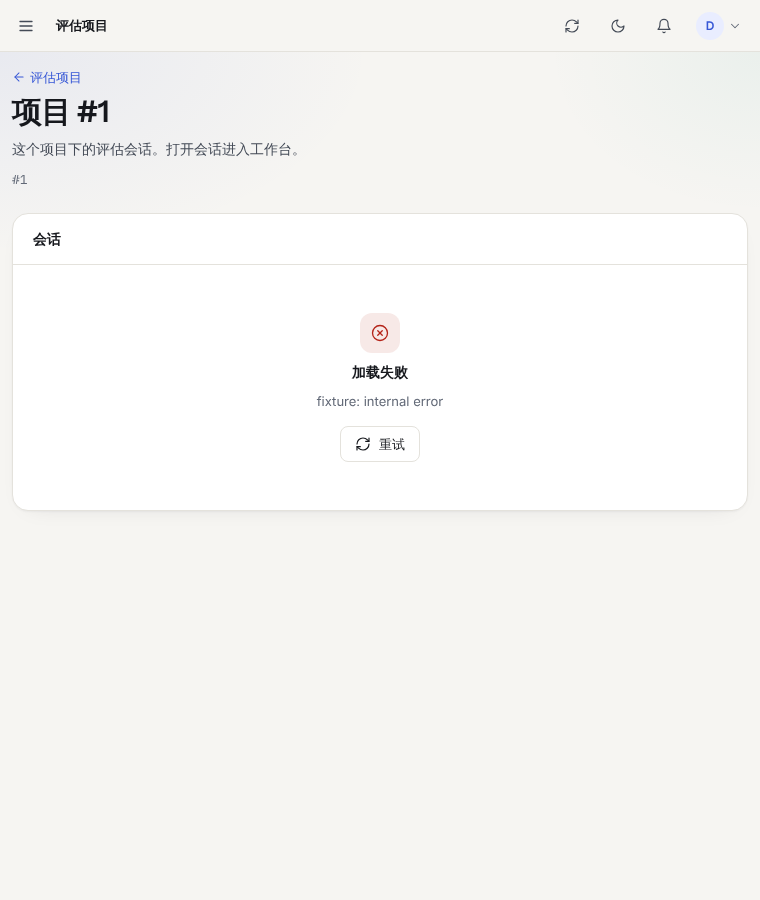 评估项目
D
评估项目
项目 #1
这个项目下的评估会话。打开会话进入工作台。
#1
会话
加载失败
fixture: internal error
重试